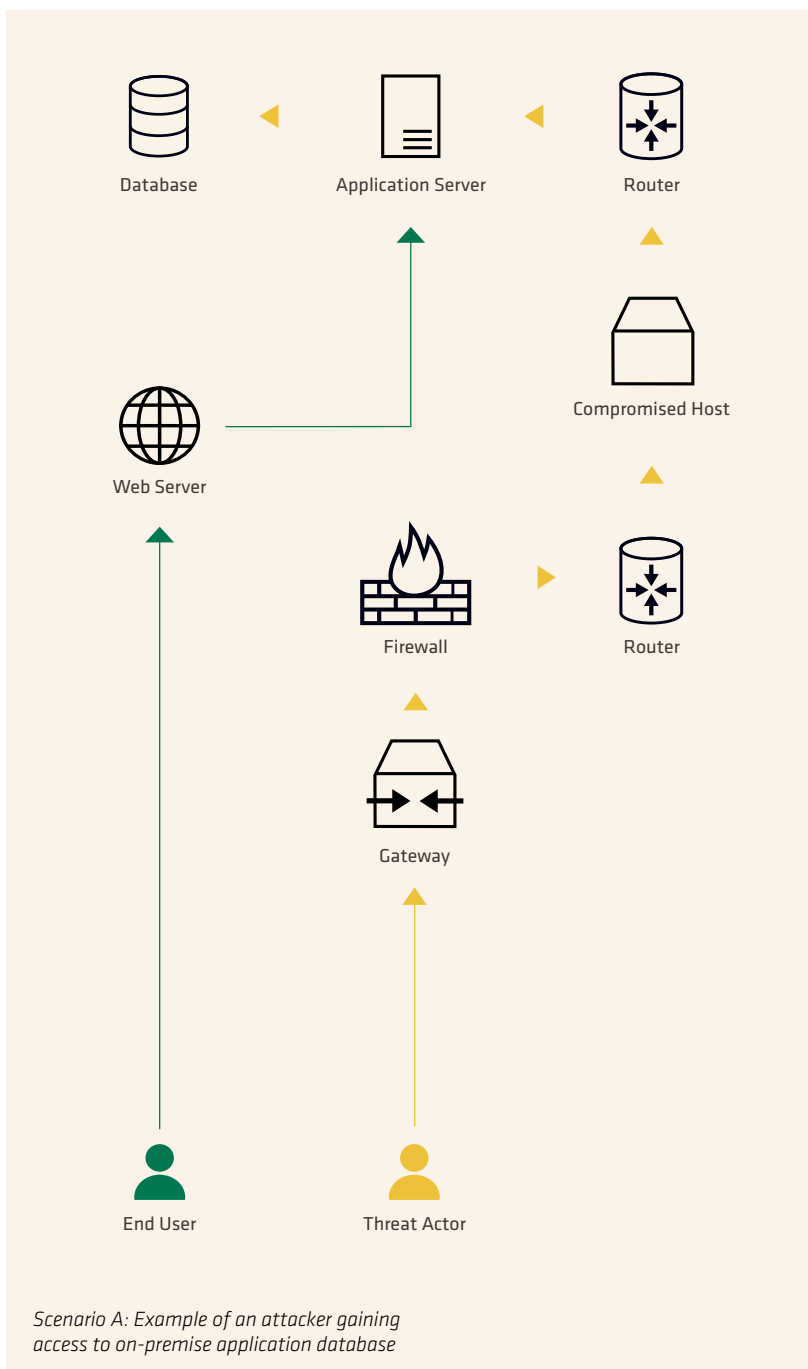 Database
Application Server
Router
Compromised Host
Web Server
Firewall
Router
Gateway
End User
Threat Actor
Scenario A: Example of an attacker gaining
access to on-premise application database